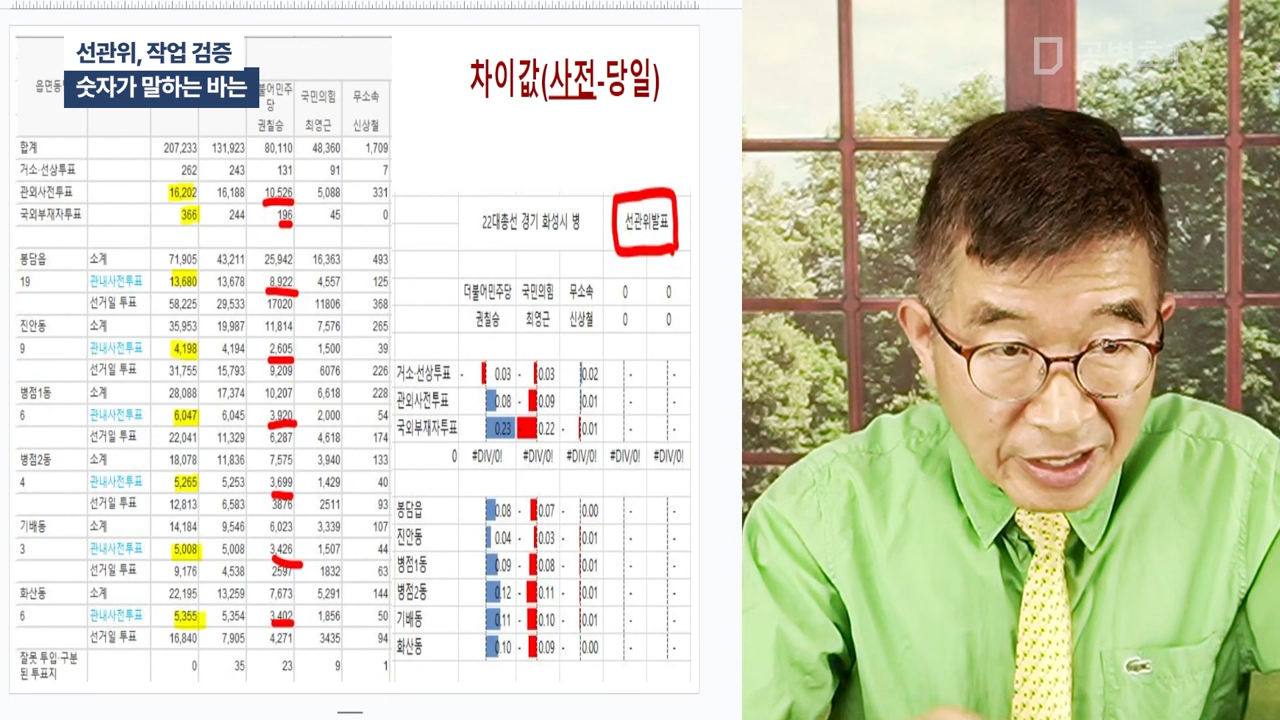 선관위, 작업 검증
숫자가 말하는 바는
차이값(사전-당일)
국민의힘 무소속
권칠승 최영근 신상철
합계 207,233 131,923 80,110 48,360 1,709
거소·선상투표 262 243 131 91 7
관외사전투표 16,202 16,188 10,526 5,088 331
국외부재자투표 366 244 196 45 0
봉담읍 소계 71,905 43,211 25,942 16,363 493
19 관내사전투표 13,680 13,678 8,922 4,557 125
선거일 투표 58,225 29,533 17020 11806 368
진안동 소계 35,953 19,987 11,814 7,576 265
9 관내사전투표 4,198 4,194 2,605 1,500 39
선거일 투표 31,755 15,793 9,209 6076 226
병점1동 소계 28,088 17,374 10,207 6,618 228
6 관내사전투표 6,047 6,045 3,920 2,000 54
선거일 투표 22,041 11,329 6,287 4,618 174
병점2동 소계 18,078 11,836 7,575 3,940 133
4 관내사전투표 5,265 5,253 3,699 1,429 40
선거일 투표 12,813 6,583 3876 2511 93
기배동 소계 14,184 9,546 6,023 3,339 107
3 관내사전투표 5,008 5,008 3,426 1,507 44
선거일 투표 9,176 4,538 2597 1832 63
화산동 소계 22,195 13,259 7,673 5,291 144
6 관내사전투표 5,355 5,354 3,402 1,856 50
선거일 투표 16,840 7,905 4,271 3435 94
잘못 투입·구분
된 투표지 0 35 23 9 1
22대총선 경기 화성시 병 선관위발표
더불어민주당 국민의힘 무소속 0 0
권칠승 최영근 신상철 0 0
거소·선상투표 - 0.03 - 0.03 0.02 - -
관외사전투표 0.08 - 0.09 0.01 - -
국외부재자투표 0.23 - 0.22 - 0.01 - -
0 #DIV/0! #DIV/0! #DIV/0! #DIV/0! #DIV/0!
봉담읍 0.08 - 0.07 - 0.00 - -
진안동 0.04 - 0.03 - 0.01 - -
병점1동 0.09 - 0.08 - 0.01 - -
병점2동 0.12 - 0.11 - 0.01 - -
기배동 0.11 - 0.10 - 0.01 - -
화산동 0.10 - 0.09 - 0.00 - -